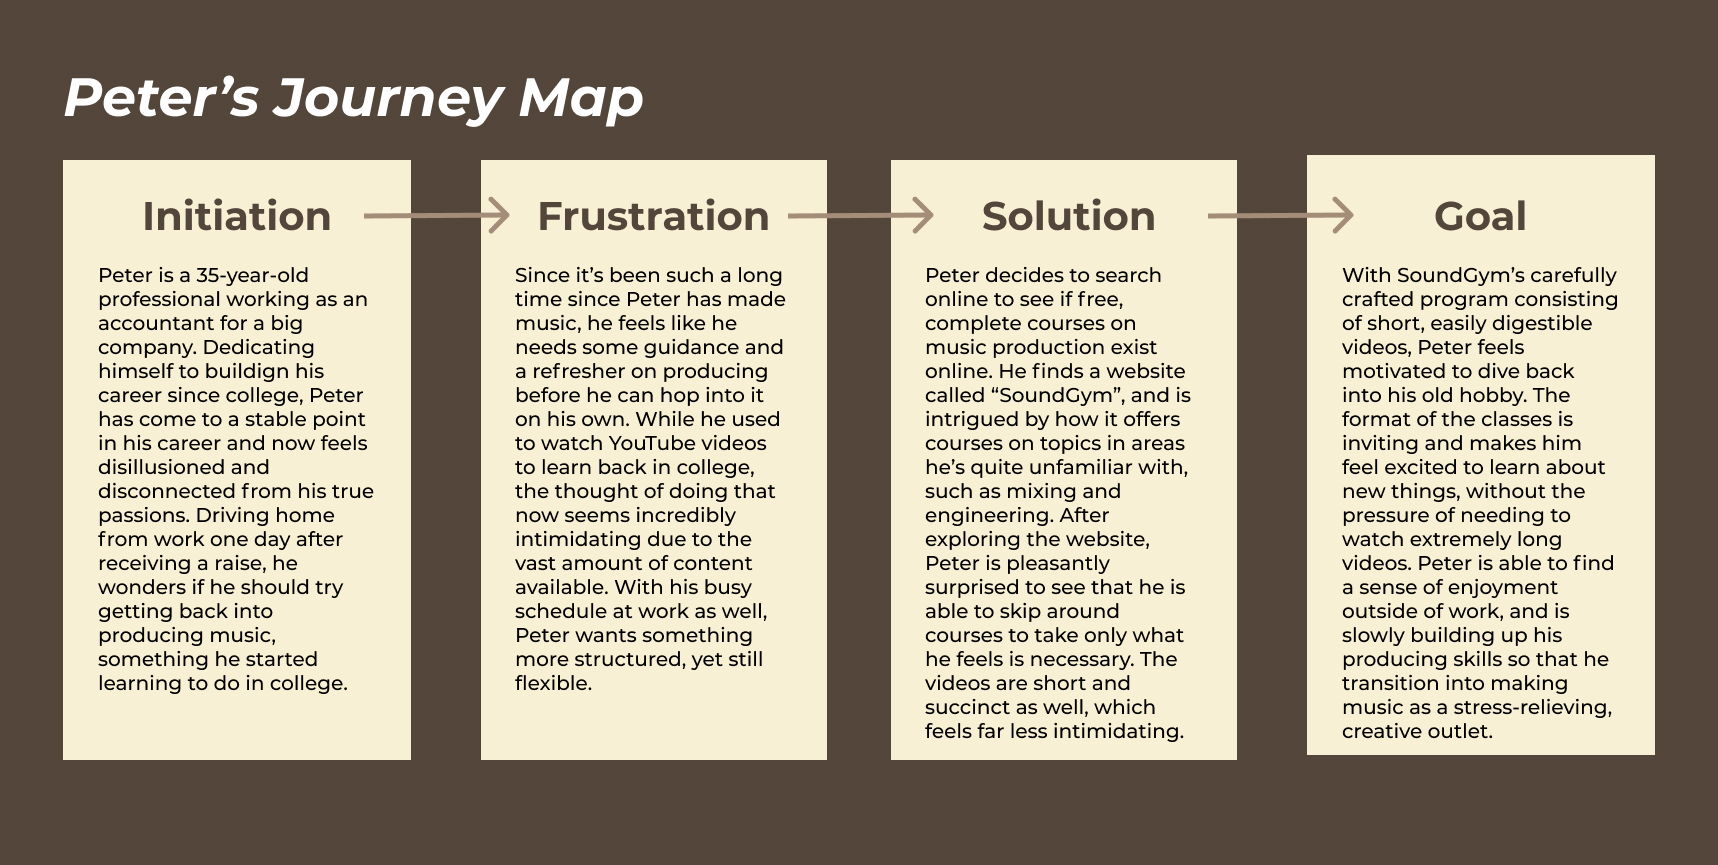 Peter’s Journey Map
Initiation
Peter is a 35-year-old
professional working as an
accountant for a big
company. Dedicating
himself to buildign his
career since college, Peter
has come to a stable point
in his career and now feels
disillusioned and
disconnected from his true
passions. Driving home
from work one day after
receiving a raise, he
wonders if he should try
getting back into
producing music,
something he started
learning to do in college.
Frustration
Since it’s been such a long
time since Peter has made
music, he feels like he
needs some guidance and
a refresher on producing
before he can hop into it
on his own. While he used
to watch YouTube videos
to learn back in college,
the thought of doing that
now seems incredibly
intimidating due to the
vast amount of content
available. With his busy
schedule at work as well,
Peter wants something
more structured, yet still
flexible.
Solution
Peter decides to search
online to see if free,
complete courses on
music production exist
online. He finds a website
called “SoundGym”, and is
intrigued by how it offers
courses on topics in areas
he’s quite unfamiliar with,
such as mixing and
engineering. After
exploring the website,
Peter is pleasantly
surprised to see that he is
able to skip around
courses to take only what
he feels is necessary. The
videos are short and
succinct as well, which
feels far less intimidating.
Goal
With SoundGym’s carefully
crafted program consisting
of short, easily digestible
videos, Peter feels
motivated to dive back
into his old hobby. The
format of the classes is
inviting and makes him
feel excited to learn about
new things, without the
pressure of needing to
watch extremely long
videos. Peter is able to find
a sense of enjoyment
outside of work, and is
slowly building up his
producing skills so that he
transition into making
music as a stress-relieving,
creative outlet.